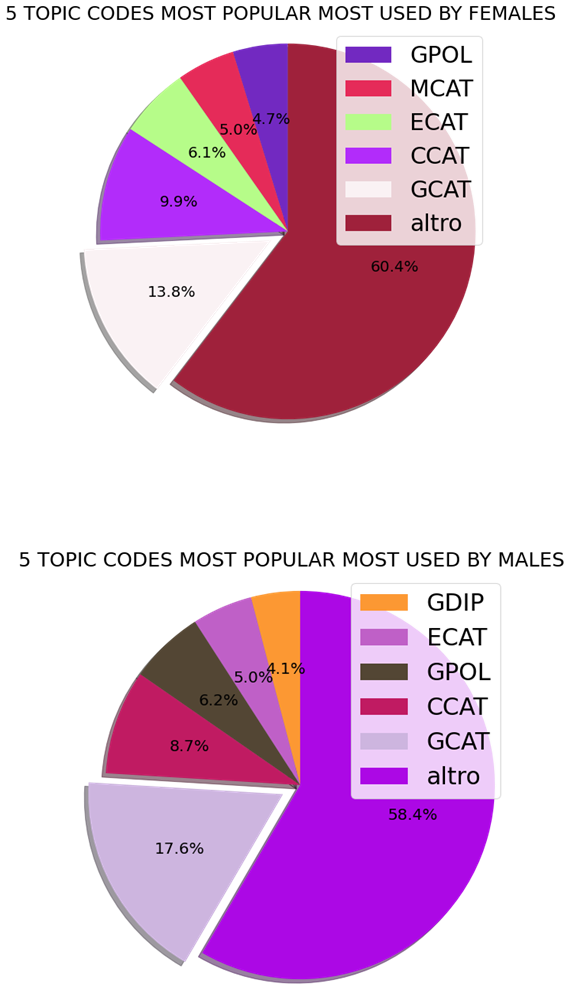 5 TOPIC CODES MOST POPULAR MOST USED BY FEMALES
GPOL
MCAT
ECAT
CCAT
GCAT
altro
4.7%
5.0%
6.1%
9.9%
13.8%
60.4%
5 TOPIC CODES MOST POPULAR MOST USED BY MALES
GDIP
ECAT
GPOL
CCAT
GCAT
altro
4.1%
5.0%
6.2%
8.7%
17.6%
58.4%